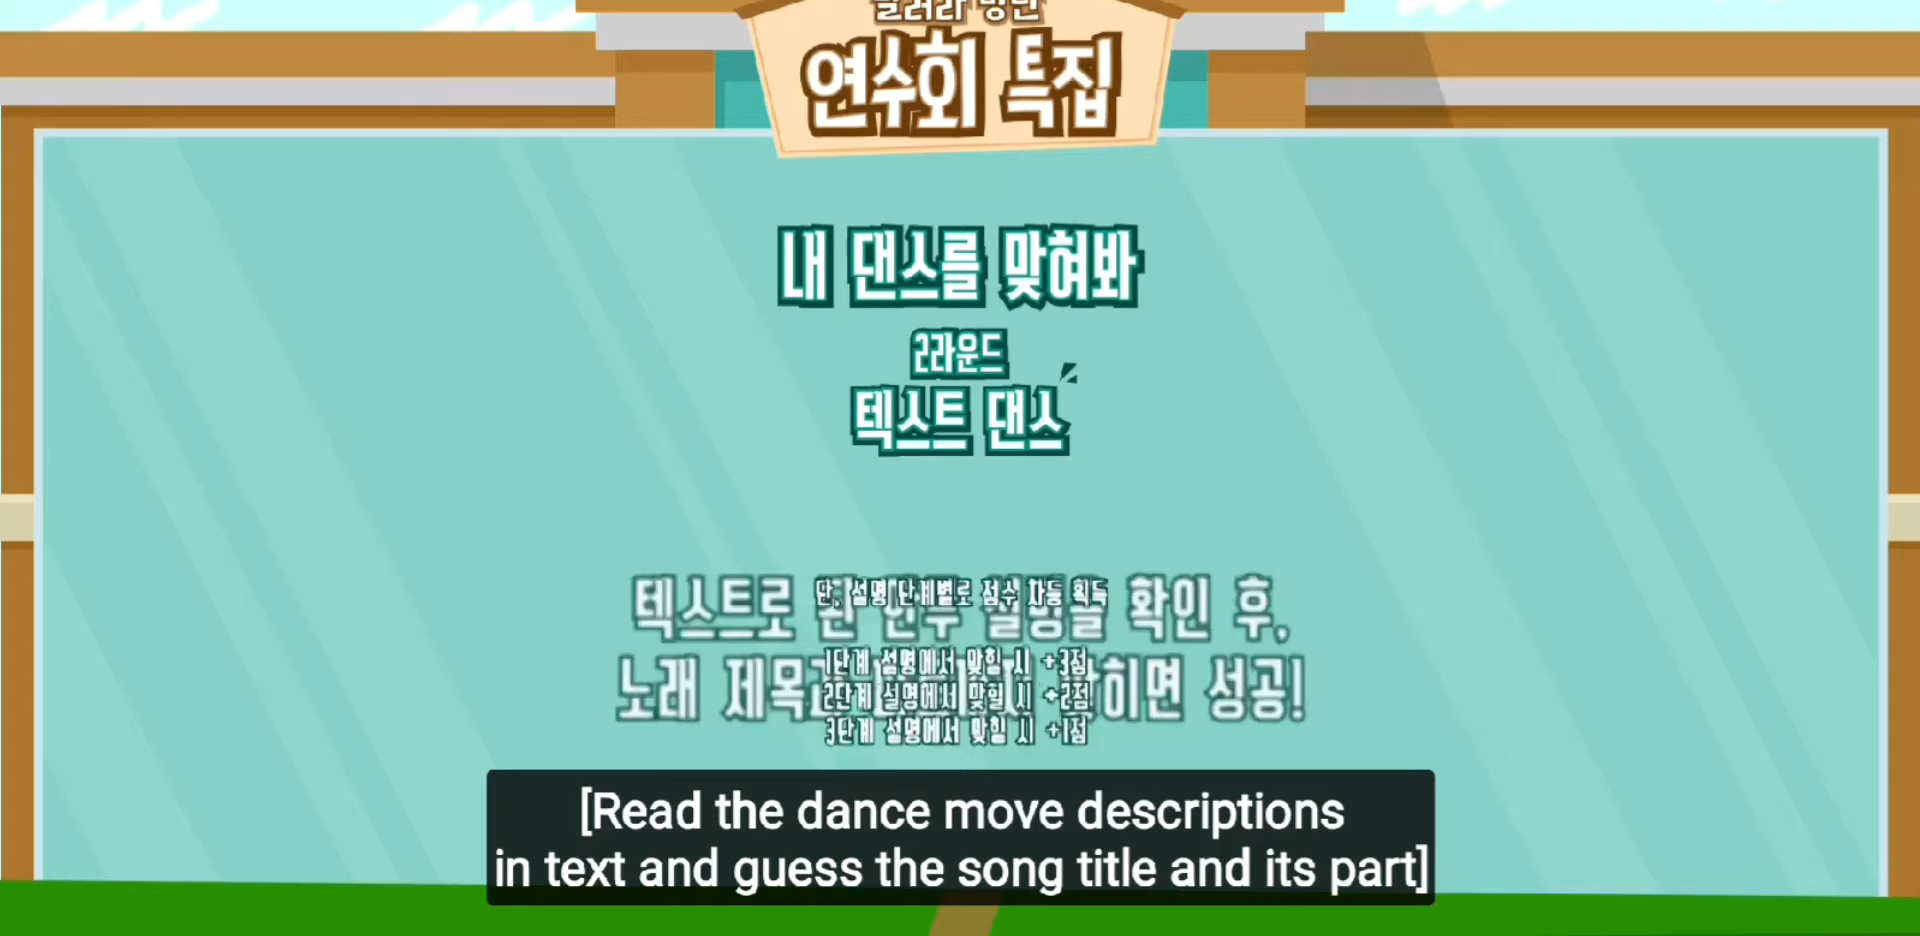 달려라 방탄
연수회 특집
내 댄스를 맞혀봐
2라운드
텍스트 댄스
텍스트로 된 안무 설명을 확인 후,
노래 제목과 맞히면 성공!
단, 설명 단계별로 점수 차등 획득
1단계 설명에서 맞힐 시 +3점
2단계 설명에서 맞힐 시 +2점
3단계 설명에서 맞힐 시 +1점
[Read the dance move descriptions
in text and guess the song title and its part]